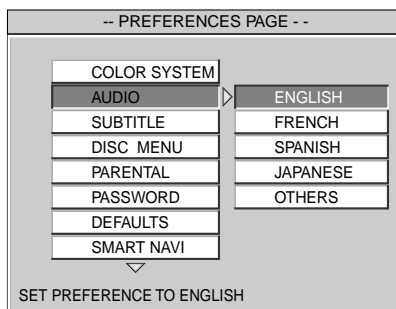 -- PREFERENCES PAGE - -
COLOR SYSTEM
AUDIO
SUBTITLE
DISC MENU
PARENTAL
PASSWORD
DEFAULTS
SMART NAVI
ENGLISH
FRENCH
SPANISH
JAPANESE
OTHERS
SET PREFERENCE TO ENGLISH